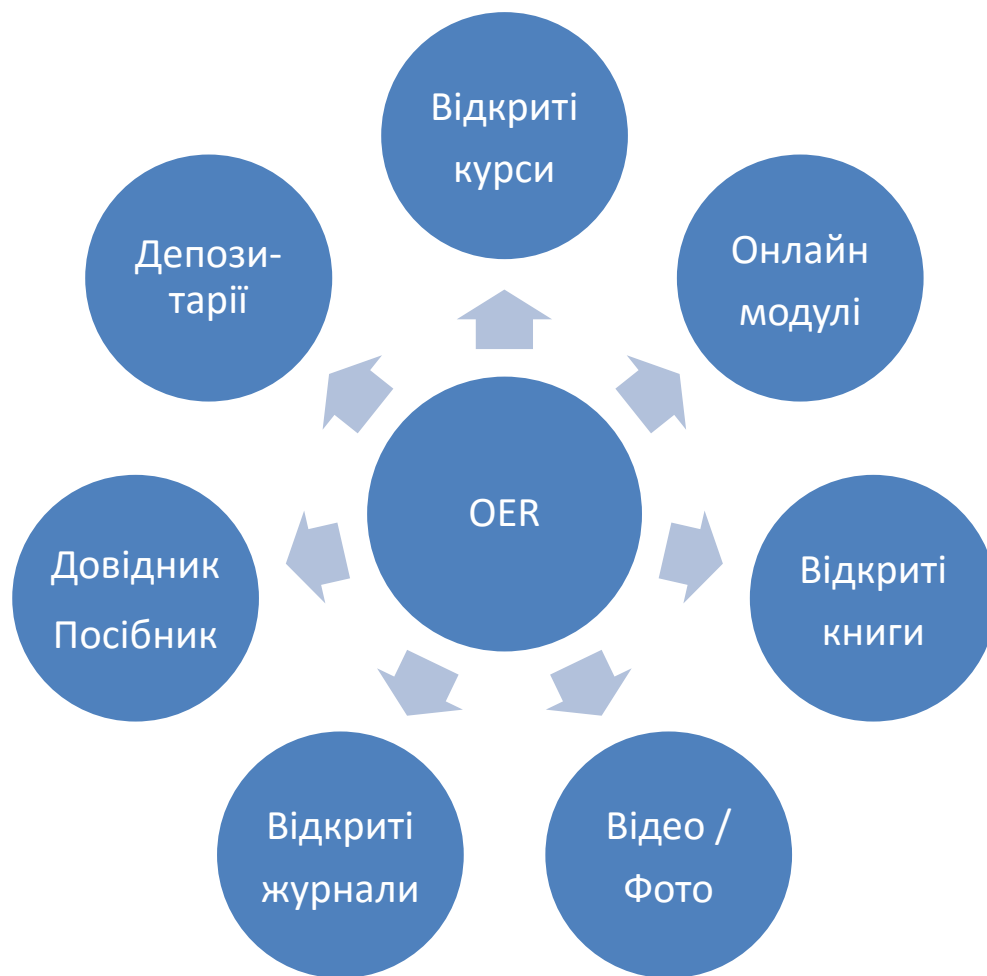 Відкриті
курси
Онлайн
модулі
Відкриті
книги
Відео /
Фото
Відкриті
журнали
Довідник
Посібник
Депози-
тарії
OER